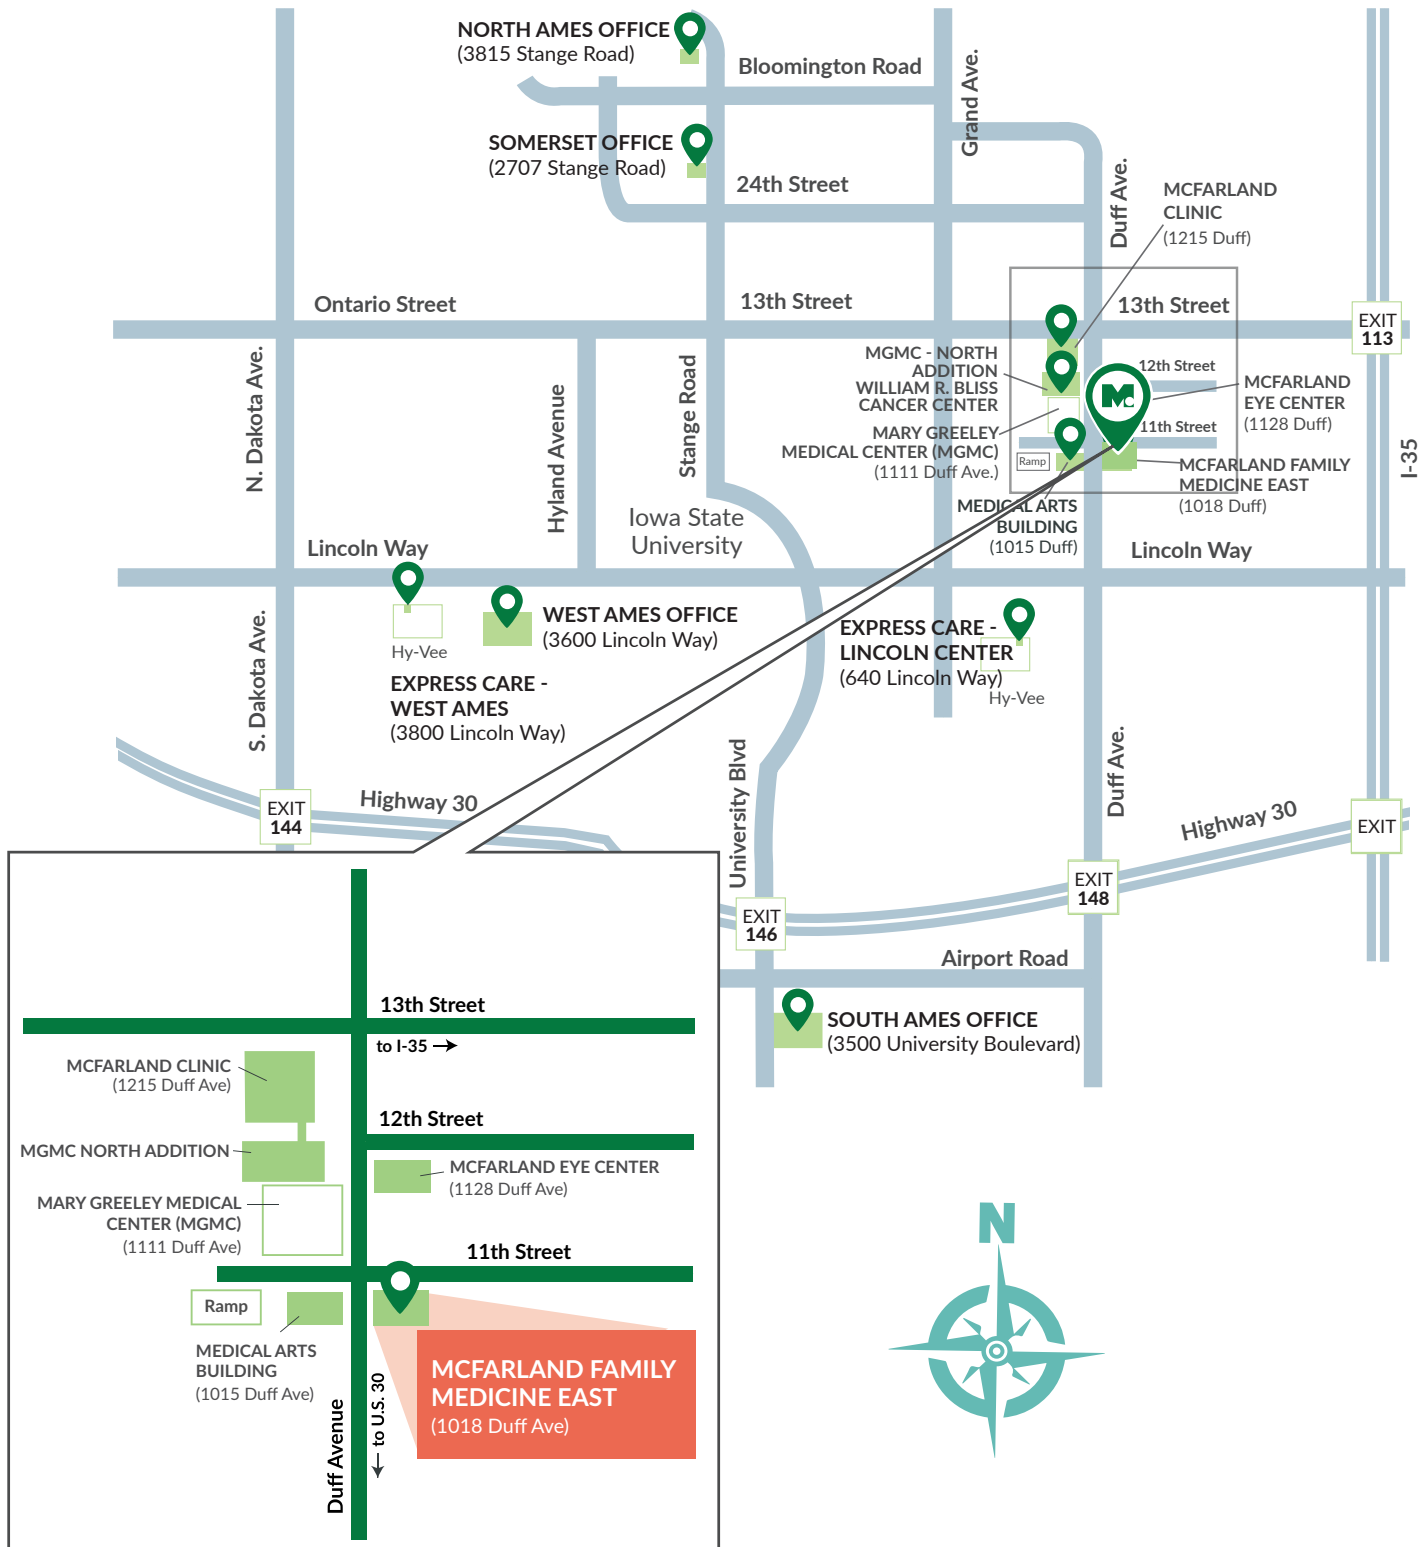 NORTH AMES OFFICE
(3815 Stange Road)
Bloomington Road
Grand Ave.
SOMERSET OFFICE
(2707 Stange Road)
24th Street
Duff Ave.
MCFARLAND
CLINIC
(1215 Duff)
Ontario Street
13th Street
13th Street
EXIT
113
N. Dakota Ave.
Hyland Avenue
Stange Road
MGMC - NORTH
ADDITION
WILLIAM R. BLISS
CANCER CENTER
12th Street
M.
MCFARLAND
EYE CENTER
(1128 Duff)
MARY GREELEY
MEDICAL CENTER (MGMC)
(1111 Duff Ave.)
11th Street
Ramp
MCFARLAND FAMILY
MEDICINE EAST
(1018 Duff)
I-35
MEDICAL ARTS
BUILDING
(1015 Duff)
Iowa State
University
Lincoln Way
Lincoln Way
Hy-Vee
WEST AMES OFFICE
(3600 Lincoln Way)
EXPRESS CARE -
WEST AMES
(3800 Lincoln Way)
EXPRESS CARE -
LINCOLN CENTER
(640 Lincoln Way)
Hy-Vee
S. Dakota Ave.
University Blvd
Duff Ave.
EXIT
144
Highway 30
Highway 30
EXIT
EXIT
148
EXIT
146
Airport Road
SOUTH AMES OFFICE
(3500 University Boulevard)
13th Street
to I-35
MCFARLAND CLINIC
(1215 Duff Ave)
12th Street
MGMC NORTH ADDITION
MCFARLAND EYE CENTER
(1128 Duff Ave)
MARY GREELEY MEDICAL
CENTER (MGMC)
(1111 Duff Ave)
11th Street
Ramp
MEDICAL ARTS
BUILDING
(1015 Duff Ave)
MCFARLAND FAMILY
MEDICINE EAST
(1018 Duff Ave)
Duff Avenue
to U.S. 30
N